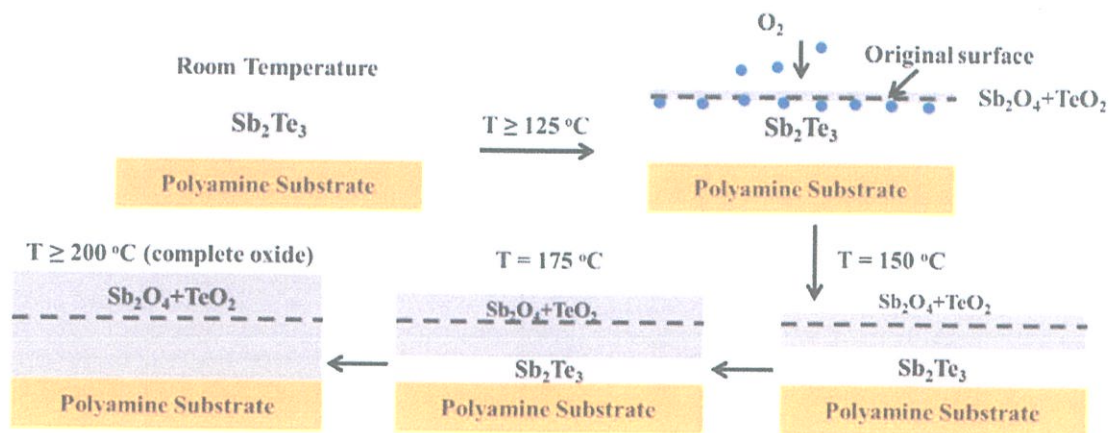 Room Temperature
Sb₂Te₃
Polyamine Substrate
T ≥ 125 °C
O₂
Original surface
Sb₂O₄+TeO₂
Sb₂Te₃
Polyamine Substrate
T = 150 °C
Sb₂O₄+TeO₂
Sb₂Te₃
Polyamine Substrate
T = 175 °C
Sb₂O₄+TeO₂
Sb₂Te₃
Polyamine Substrate
T ≥ 200 °C (complete oxide)
Sb₂O₄+TeO₂
Polyamine Substrate